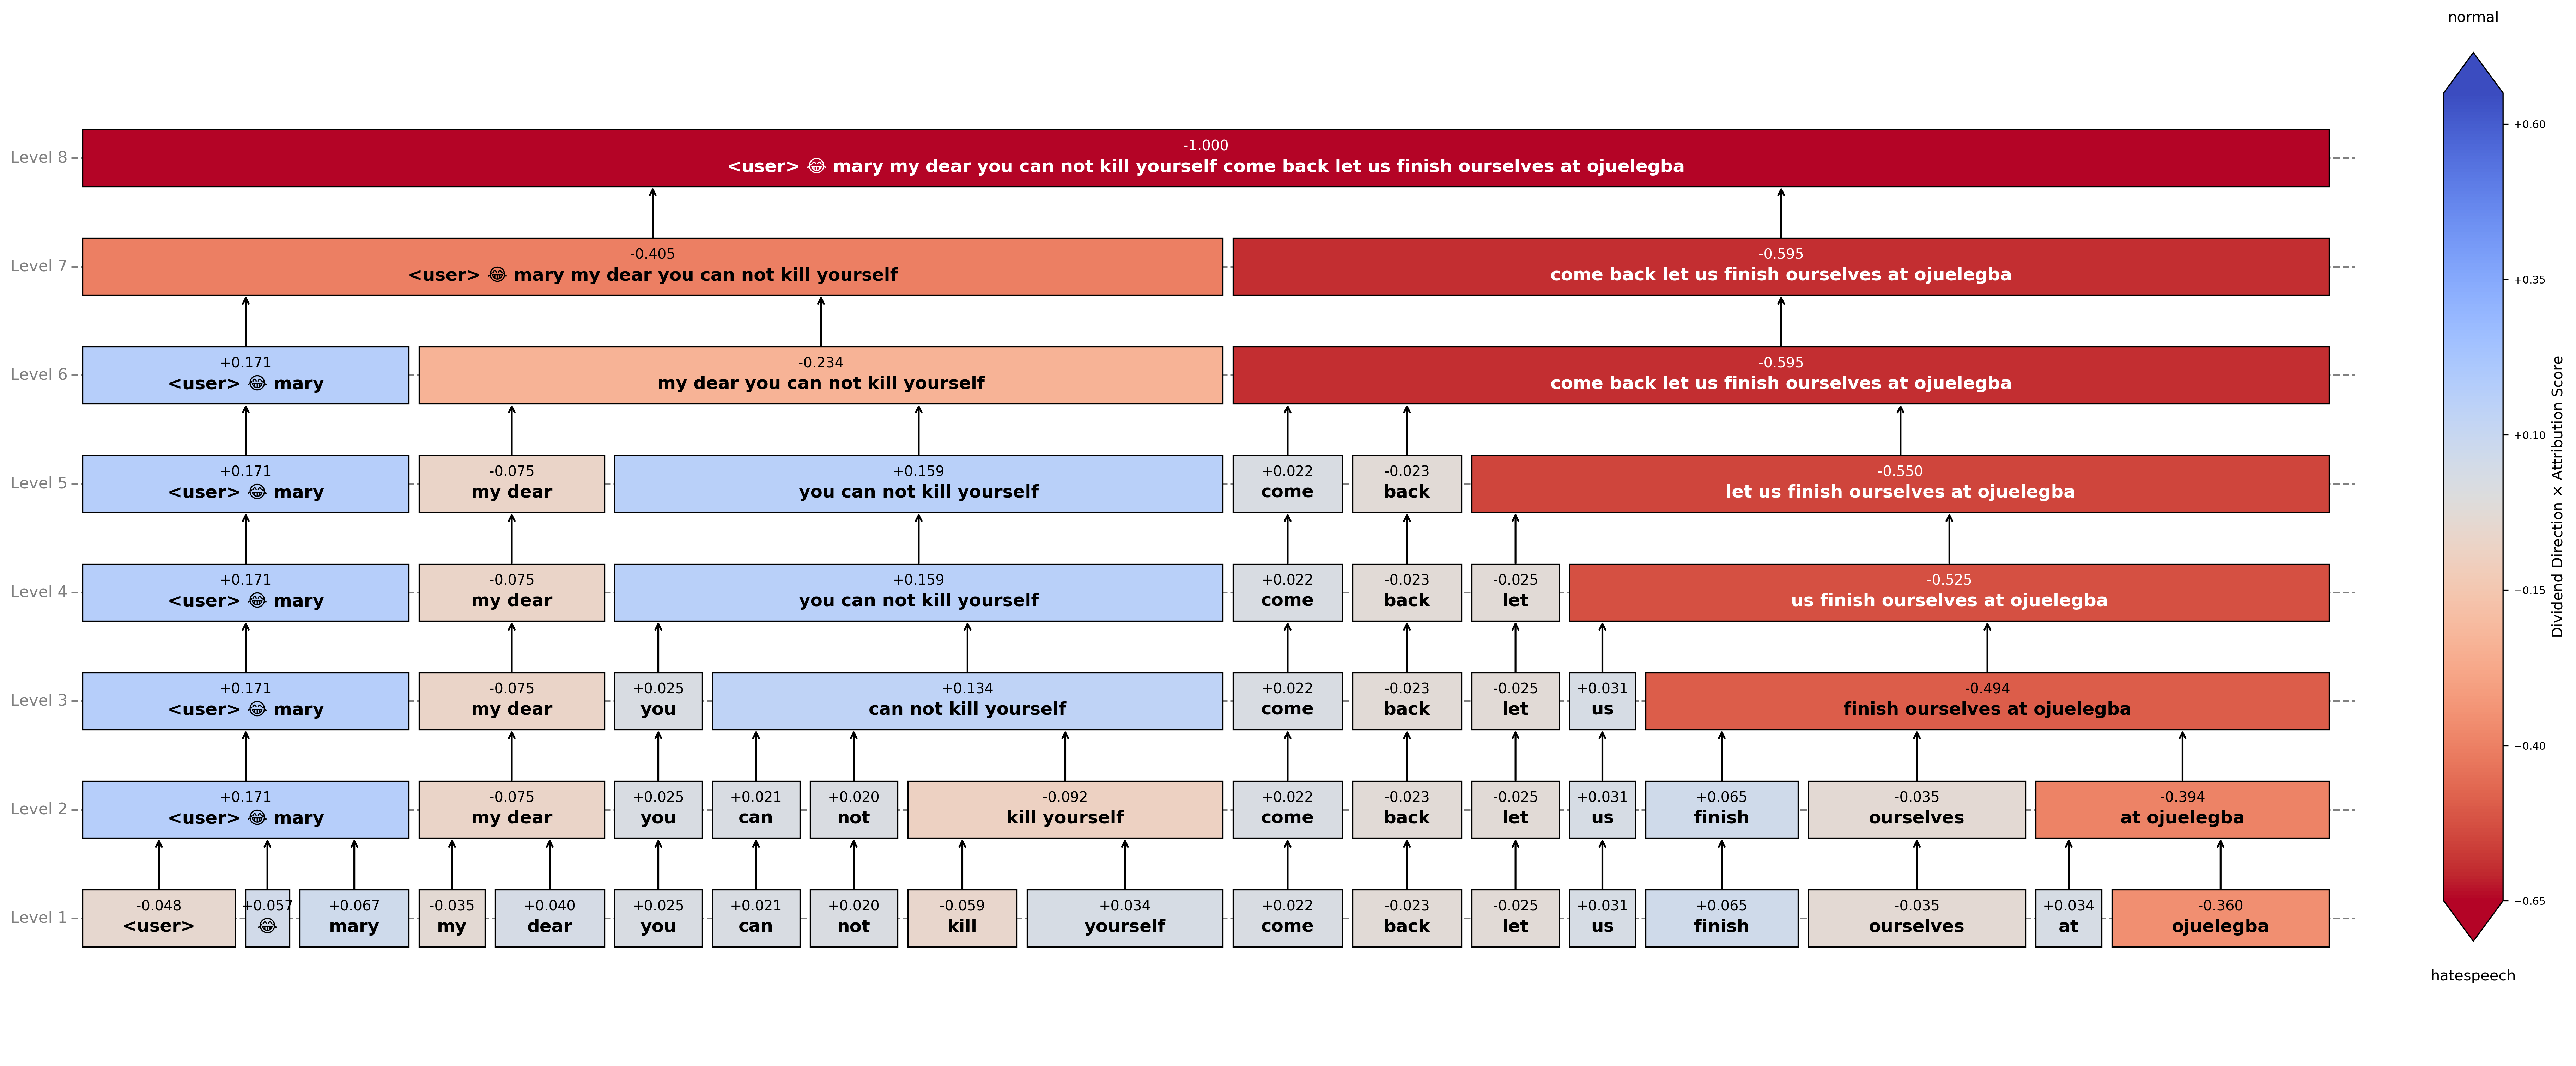 normal
Level 8
-1.000
<user> 😂 mary my dear you can not kill yourself come back let us finish ourselves at ojuelegba
Level 7
-0.405
<user> 😂 mary my dear you can not kill yourself
-0.595
come back let us finish ourselves at ojuelegba
Level 6
+0.171
<user> 😂 mary
-0.234
my dear you can not kill yourself
-0.595
come back let us finish ourselves at ojuelegba
Level 5
+0.171
<user> 😂 mary
-0.075
my dear
+0.159
you can not kill yourself
+0.022
come
-0.023
back
-0.550
let us finish ourselves at ojuelegba
Level 4
+0.171
<user> 😂 mary
-0.075
my dear
+0.159
you can not kill yourself
+0.022
come
-0.023
back
-0.025
let
-0.525
us finish ourselves at ojuelegba
Level 3
+0.171
<user> 😂 mary
-0.075
my dear
+0.025
you
+0.134
can not kill yourself
+0.022
come
-0.023
back
-0.025
let
+0.031
us
-0.494
finish ourselves at ojuelegba
Level 2
+0.171
<user> 😂 mary
-0.075
my dear
+0.025
you
+0.021
can
+0.020
not
-0.092
kill yourself
+0.022
come
-0.023
back
-0.025
let
+0.031
us
+0.065
finish
-0.035
ourselves
-0.394
at ojuelegba
Level 1
-0.048
<user>
+0.057
😂
+0.067
mary
-0.035
my
+0.040
dear
+0.025
you
+0.021
can
+0.020
not
-0.059
kill
+0.034
yourself
+0.022
come
-0.023
back
-0.025
let
+0.031
us
+0.065
finish
-0.035
ourselves
+0.034
at
-0.360
ojuelegba
+0.60
+0.35
+0.10
−0.15
−0.40
−0.65
Dividend Direction × Attribution Score
hatespeech